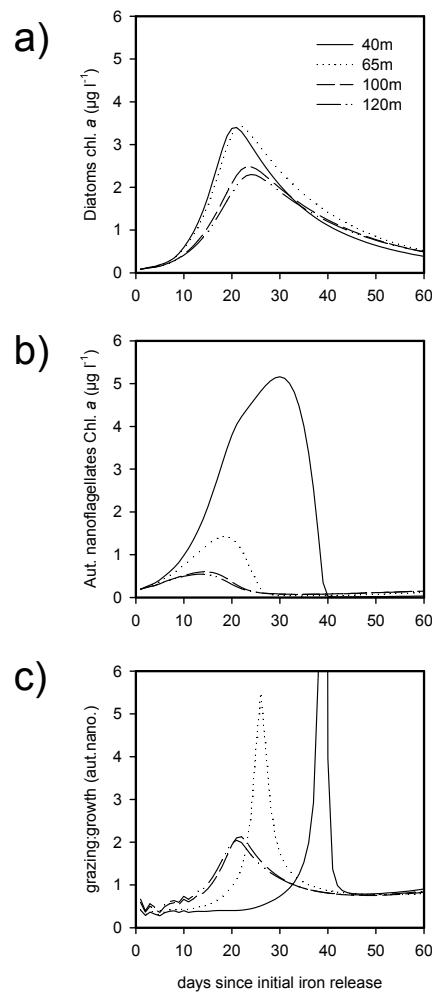 a)
40m
65m
100m
120m
Diatoms chl. a (µg l⁻¹)
6
5
4
3
2
1
0
0 10 20 30 40 50 60
b)
Aut. nanoflagellates Chl. a (µg l⁻¹)
6
5
4
3
2
1
0
0 10 20 30 40 50 60
c)
grazing:growth (aut.nano.)
6
5
4
3
2
1
0
0 10 20 30 40 50 60
days since initial iron release